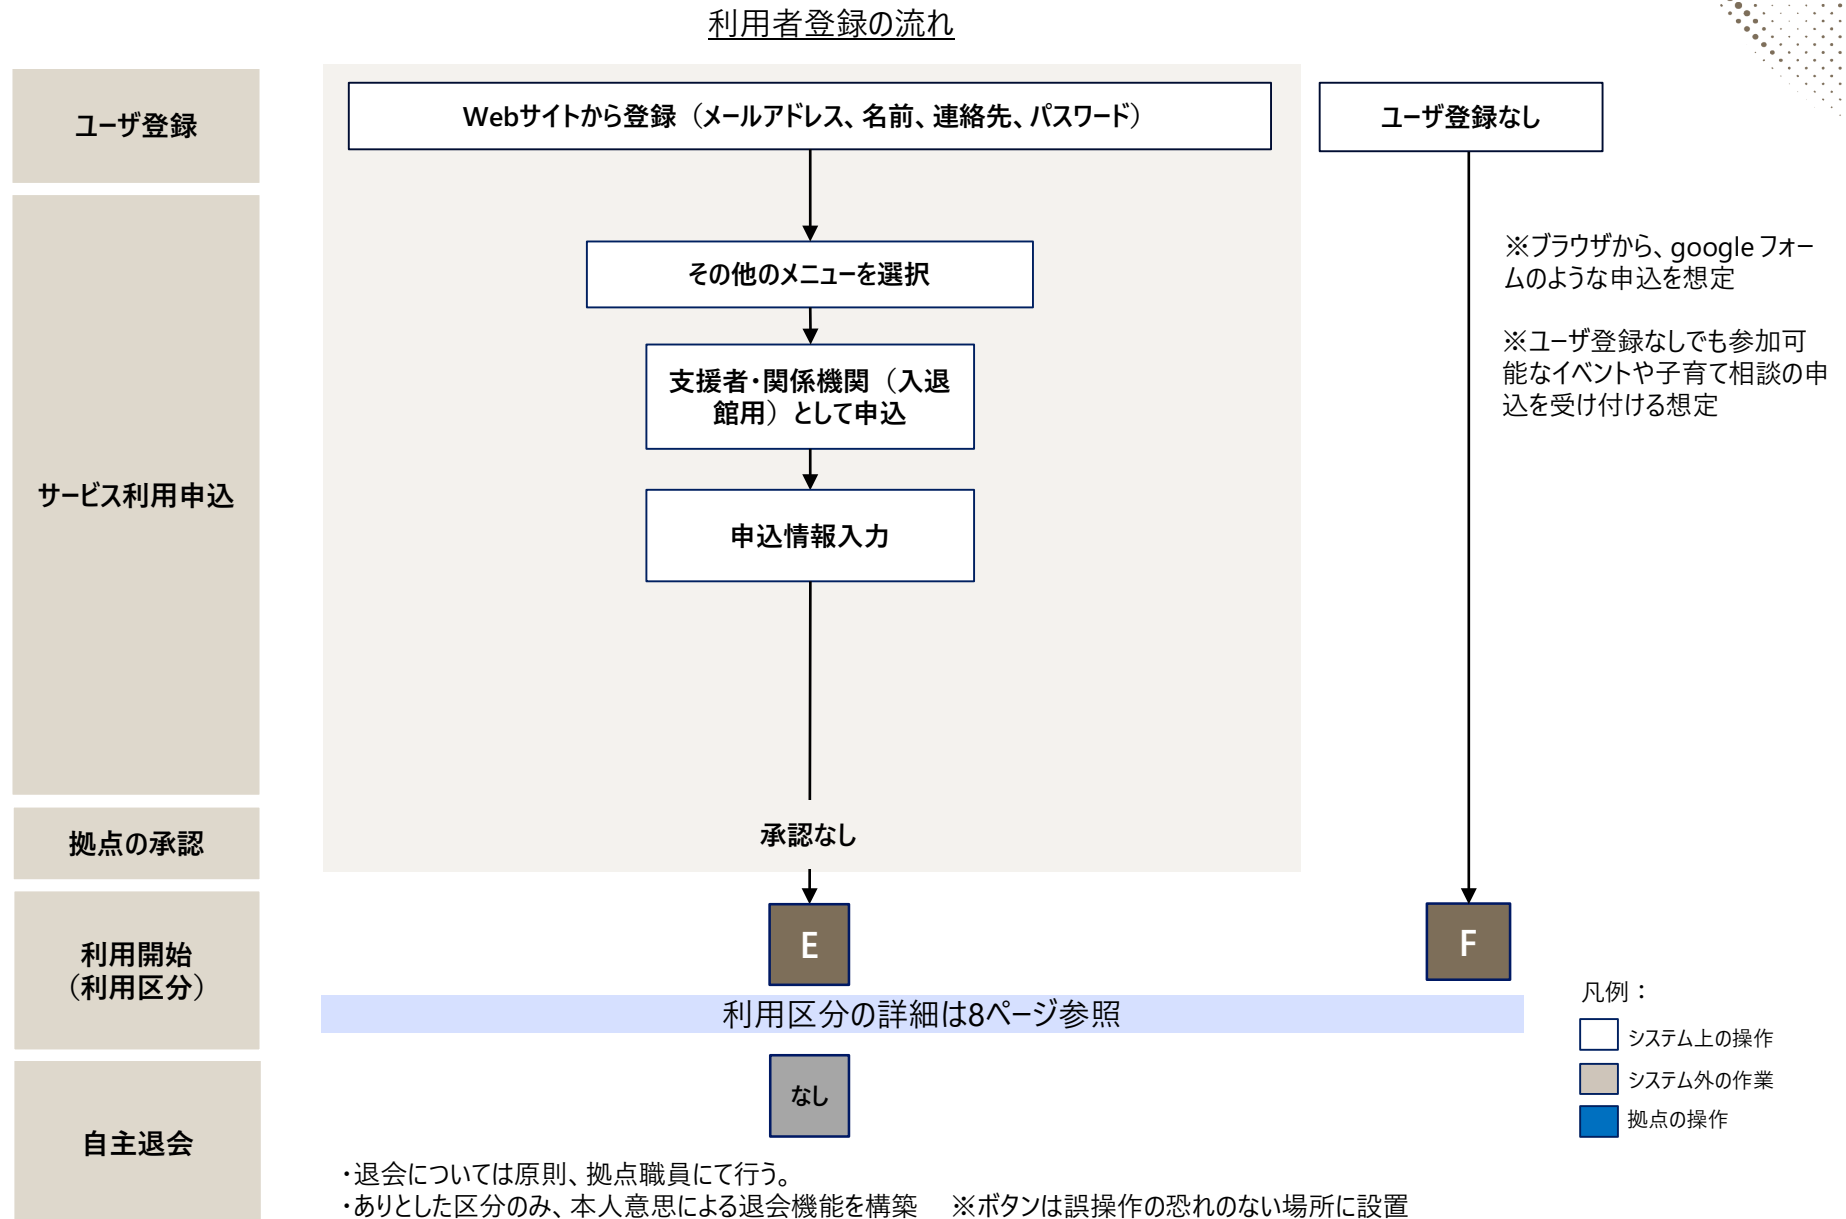 利用者登録の流れ
ユーザ登録
Webサイトから登録（メールアドレス、名前、連絡先、パスワード）
ユーザ登録なし
サービス利用申込
その他のメニューを選択
支援者・関係機関（入退
館用）として申込
申込情報入力
※ブラウザから、googleフォー
ムのような申込を想定
※ユーザ登録なしでも参加可
能なイベントや子育て相談の申
込を受け付ける想定
拠点の承認
承認なし
利用開始
（利用区分）
E
F
利用区分の詳細は8ページ参照
凡例：
システム上の操作
システム外の作業
拠点の操作
自主退会
なし
・退会については原則、拠点職員にて行う。
・ありとした区分のみ、本人意思による退会機能を構築　※ボタンは誤操作の恐れのない場所に設置